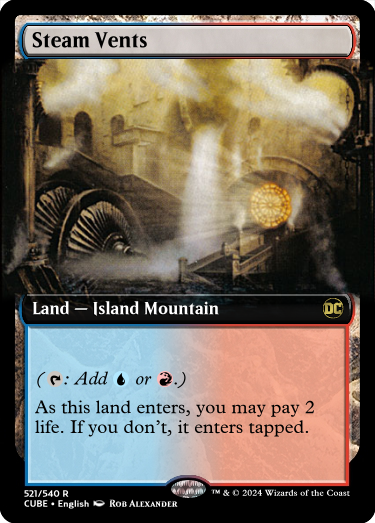 Steam Vents
Land — Island Mountain
DC
( : Add or .)
As this land enters, you may pay 2
life. If you don't, it enters tapped.
521/540 R
CUBE • English Rob Alexander
™ & © 2024 Wizards of the Coast